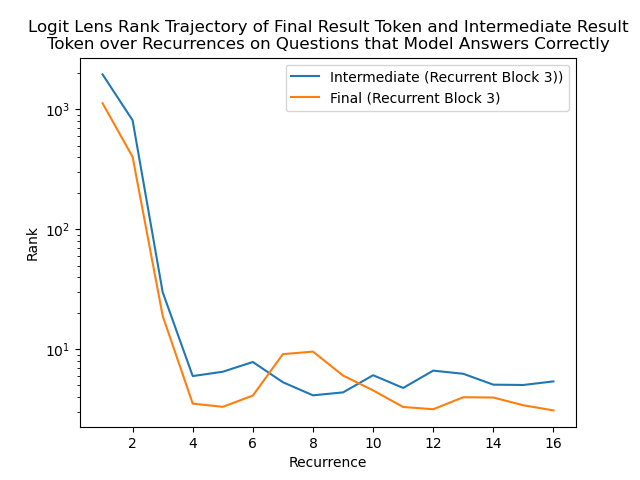 Logit Lens Rank Trajectory of Final Result Token and Intermediate Result
Token over Recurrences on Questions that Model Answers Correctly
Intermediate (Recurrent Block 3))
Final (Recurrent Block 3)
10³
10²
10¹
Rank
2 4 6 8 10 12 14 16
Recurrence